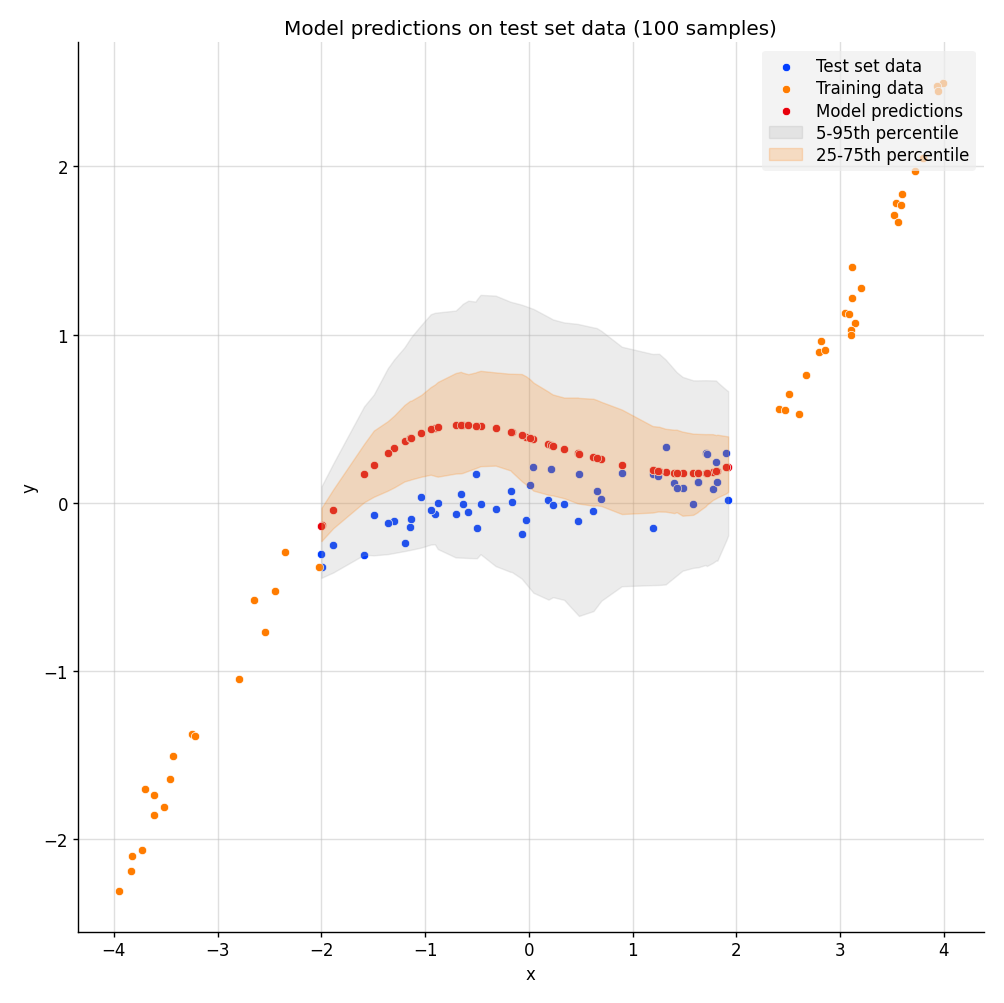 Model predictions on test set data (100 samples)
Test set data
Training data
Model predictions
5-95th percentile
25-75th percentile
2
1
0
−1
−2
y
−4
−3
−2
−1
0
1
2
3
4
x